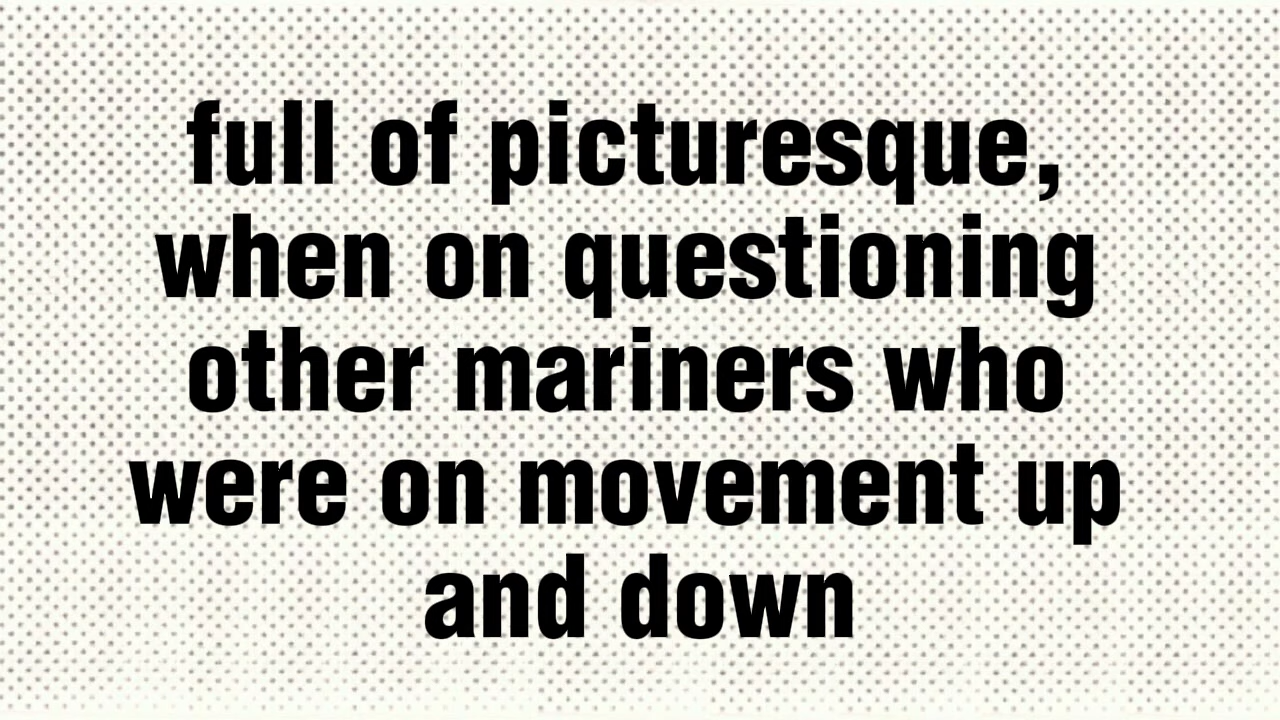 full of picturesque,
when on questioning
other mariners who
were on movement up
and down